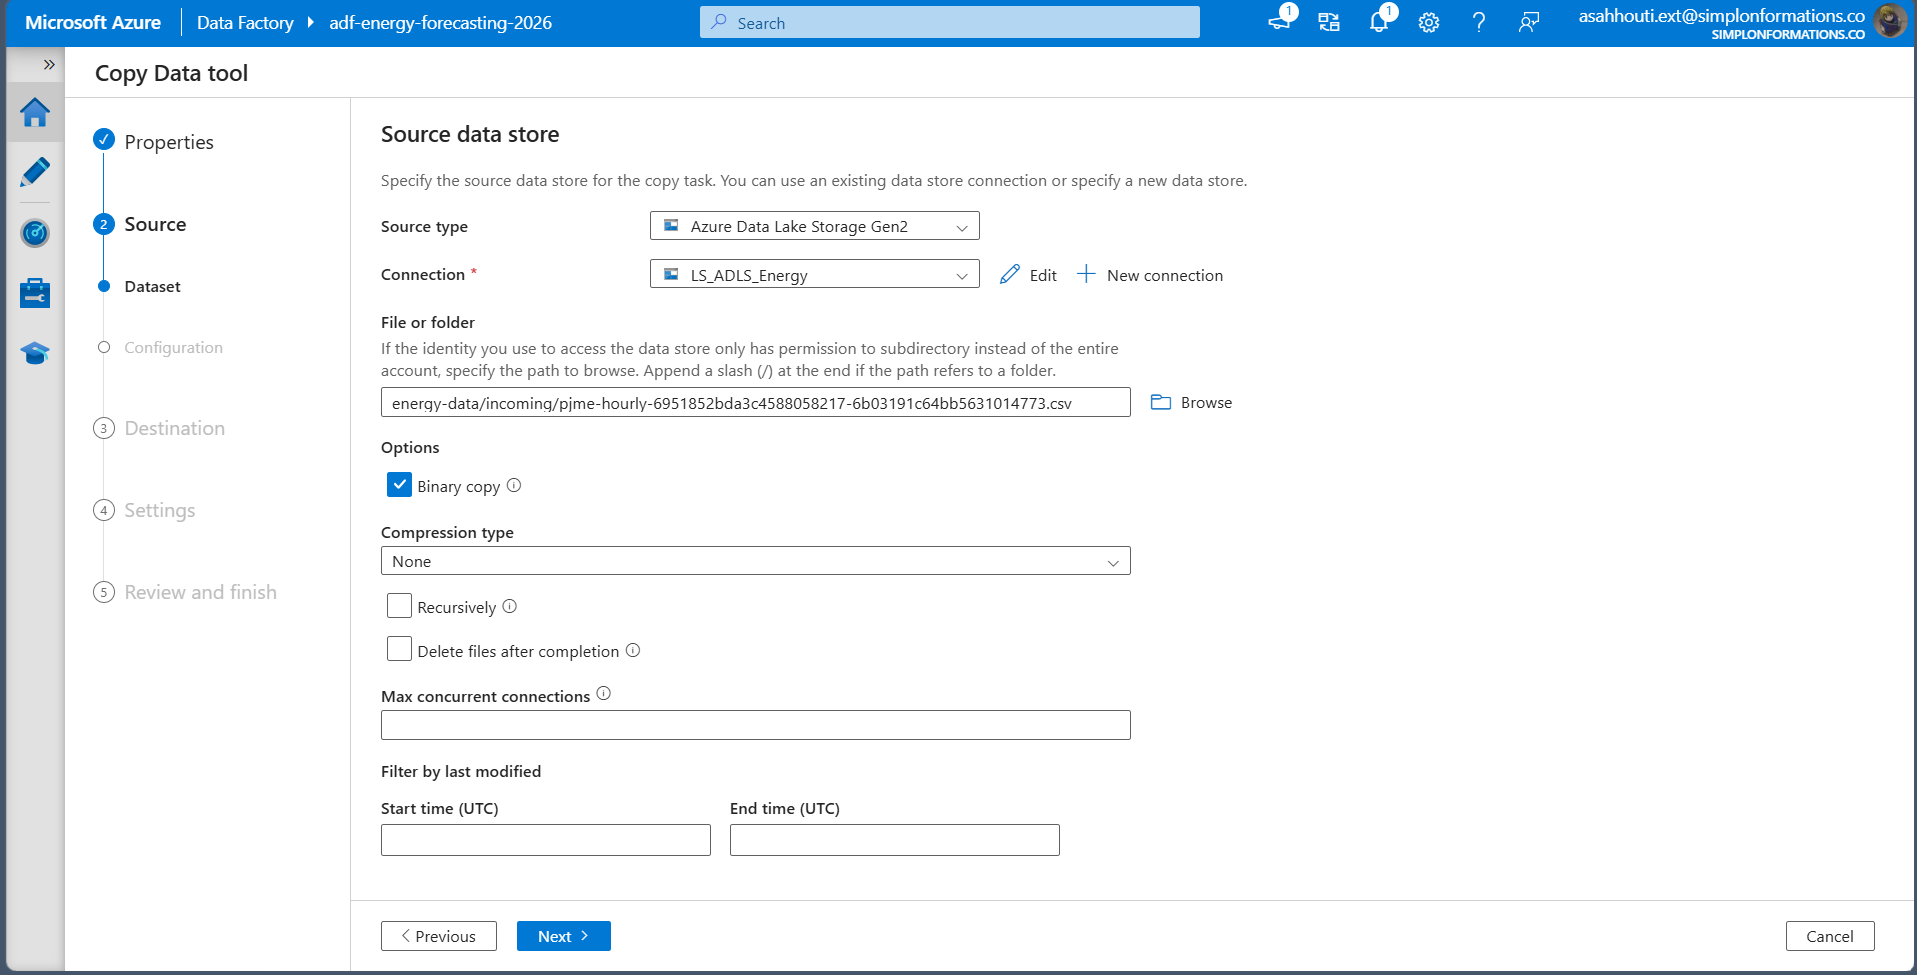 Microsoft Azure
Data Factory
adf-energy-forecasting-2026
Search
1
1
asahhouti.ext@simplonformations.co
SIMPLONFORMATIONS.CO
Copy Data tool
Properties
2 Source
Dataset
Configuration
3 Destination
4 Settings
5 Review and finish
Source data store
Specify the source data store for the copy task. You can use an existing data store connection or specify a new data store.
Source type
Azure Data Lake Storage Gen2
Connection *
LS_ADLS_Energy
Edit
New connection
File or folder
If the identity you use to access the data store only has permission to subdirectory instead of the entire
account, specify the path to browse. Append a slash (/) at the end if the path refers to a folder.
energy-data/incoming/pjme-hourly-6951852bda3c4588058217-6b03191c64bb5631014773.csv
Browse
Options
Binary copy
Compression type
None
Recursively
Delete files after completion
Max concurrent connections
Filter by last modified
Start time (UTC)
End time (UTC)
Previous
Next
Cancel